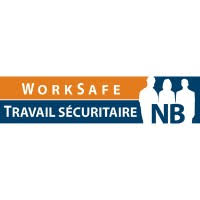 WORKSAFE
TRAVAIL SÉCURITAIRE NB